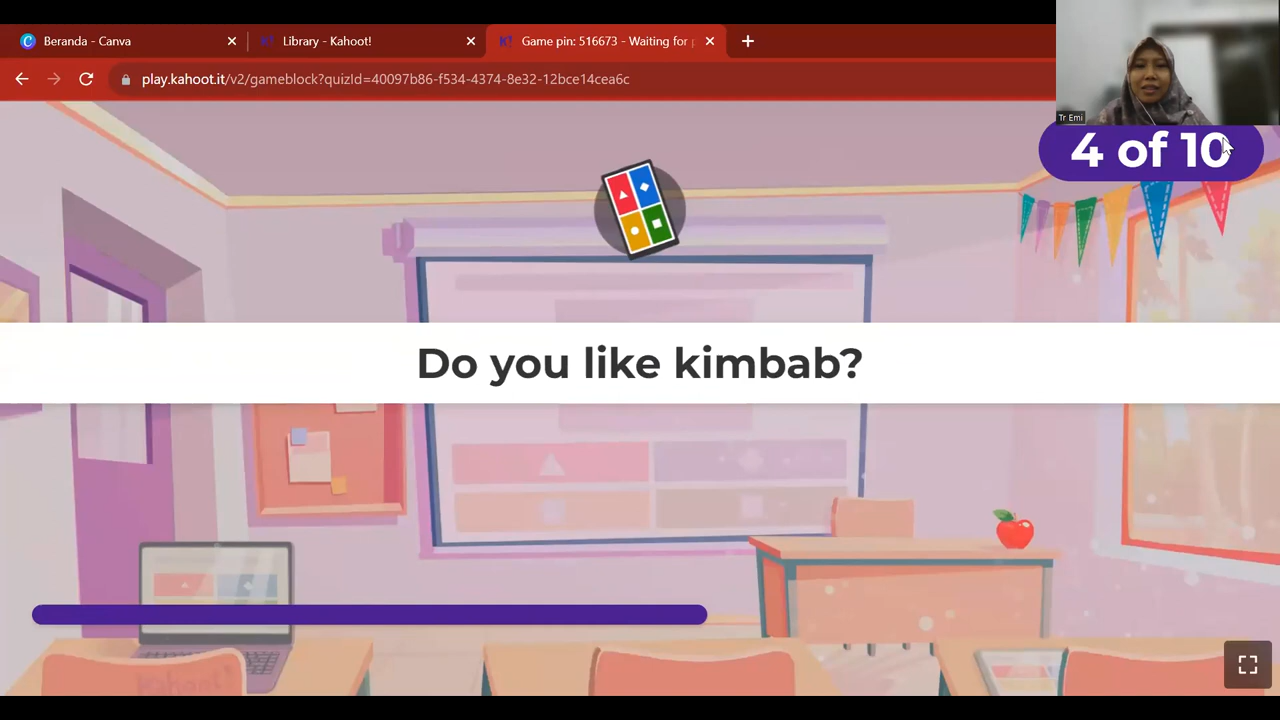 Beranda - Canva
Library - Kahoot!
K! Game pin: 516673 - Waiting for p
play.kahoot.it/v2/gameblock?quizId=40097b86-f534-4374-8e32-12bce14cea6c
Tr Emi
4 of 10
Do you like kimbab?
Kahoot!